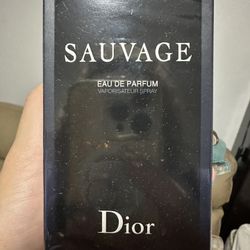 SAUVAGE
EAU DE PARFUM
VAPORISATEUR SPRAY
Dior